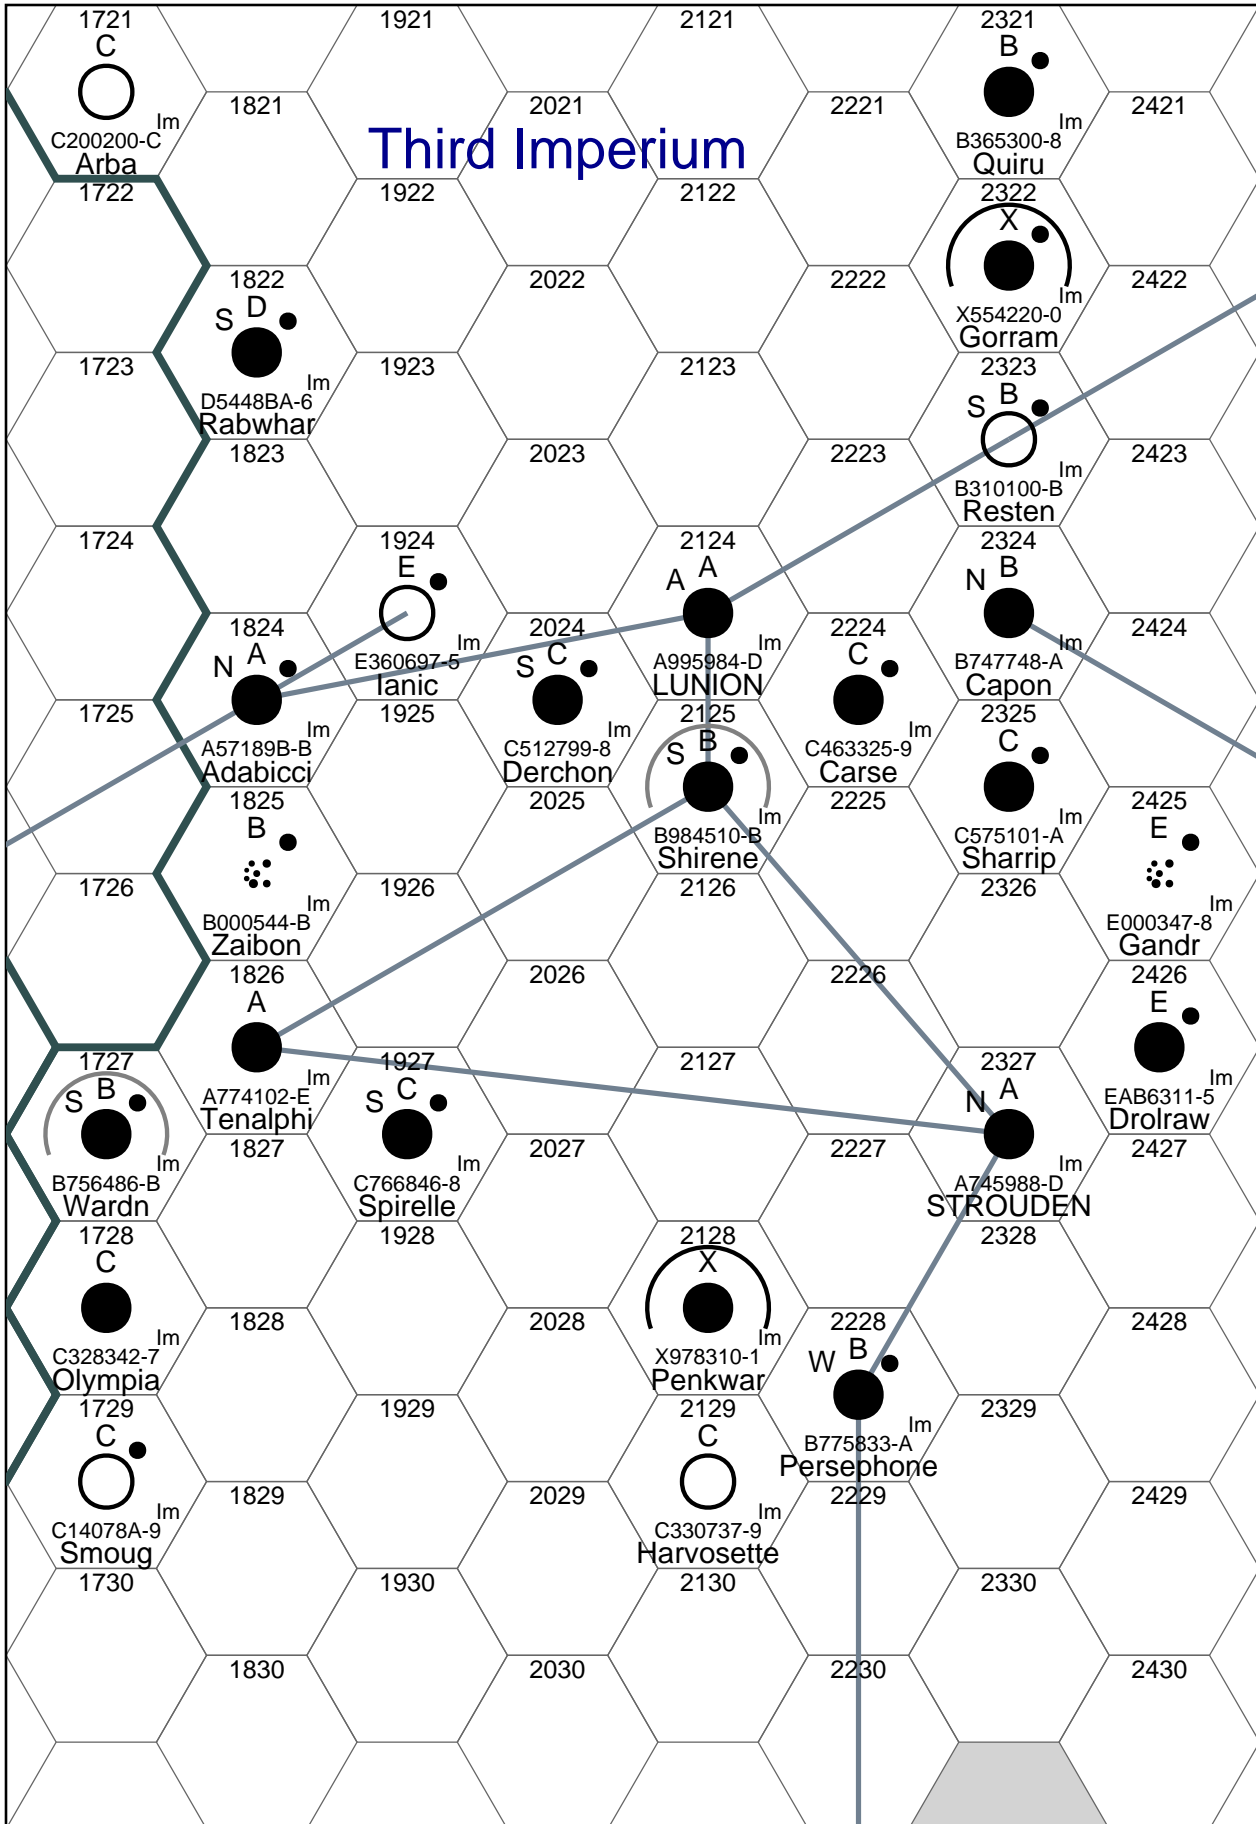 1721 1921 2121 2321
C B
1821 2021 2221 2421
Im Im
C200200-C B365300-8
Arba Quiru
Third Imperium
1722 1922 2122 2322
X
1822 2022 2222 2422
S D Im
X554220-0
Gorram
1723 1923 2123 2323
Im S B
D5448BA-6
Rabwhar
1823 2023 2223 2423
Im
B310100-B
Resten
1724 1924 2124 2324
E A A N B
1824 2024 2224 2424
N A Im S C Im C Im
E360697-5 A995984-D B747748-A
Ianic LUNION Capon
1725 1925 2125 2325
Im Im S B Im C
A57189B-B C512799-8 C463325-9
Adabicci Derchon Carse
1825 2025 2225 2425
B Im Im E
B984510-B C575101-A
Shirene Sharrip
1726 1926 2126 2326
Im Im
B000544-B E000347-8
Zaibon Gandr
1826 2026 2226 2426
A E
1727 1927 2127 2327
S B Im S C N A Im
A774102-E EAB6311-5
Tenalphi Drolraw
1827 2027 2227 2427
Im Im Im
B756486-B C766846-8 A745988-D
Wardn Spirelle STROUDEN
1728 1928 2128 2328
C X
1828 2028 2228 2428
Im Im W B
C328342-7 X978310-1
Olympia Penkwar
1729 1929 2129 2329
C C Im
B775833-A
Persephone
1829 2029 2229 2429
Im Im
C14078A-9 C330737-9
Smoug Harvosette
1730 1930 2130 2330
1830 2030 2230 2430